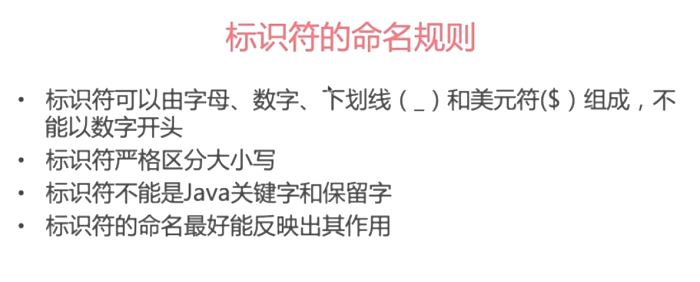 标识符的命名规则
• 标识符可以由字母、数字、下划线（_）和美元符($）组成，不
能以数字开头
• 标识符严格区分大小写
• 标识符不能是Java关键字和保留字
• 标识符的命名最好能反映出其作用